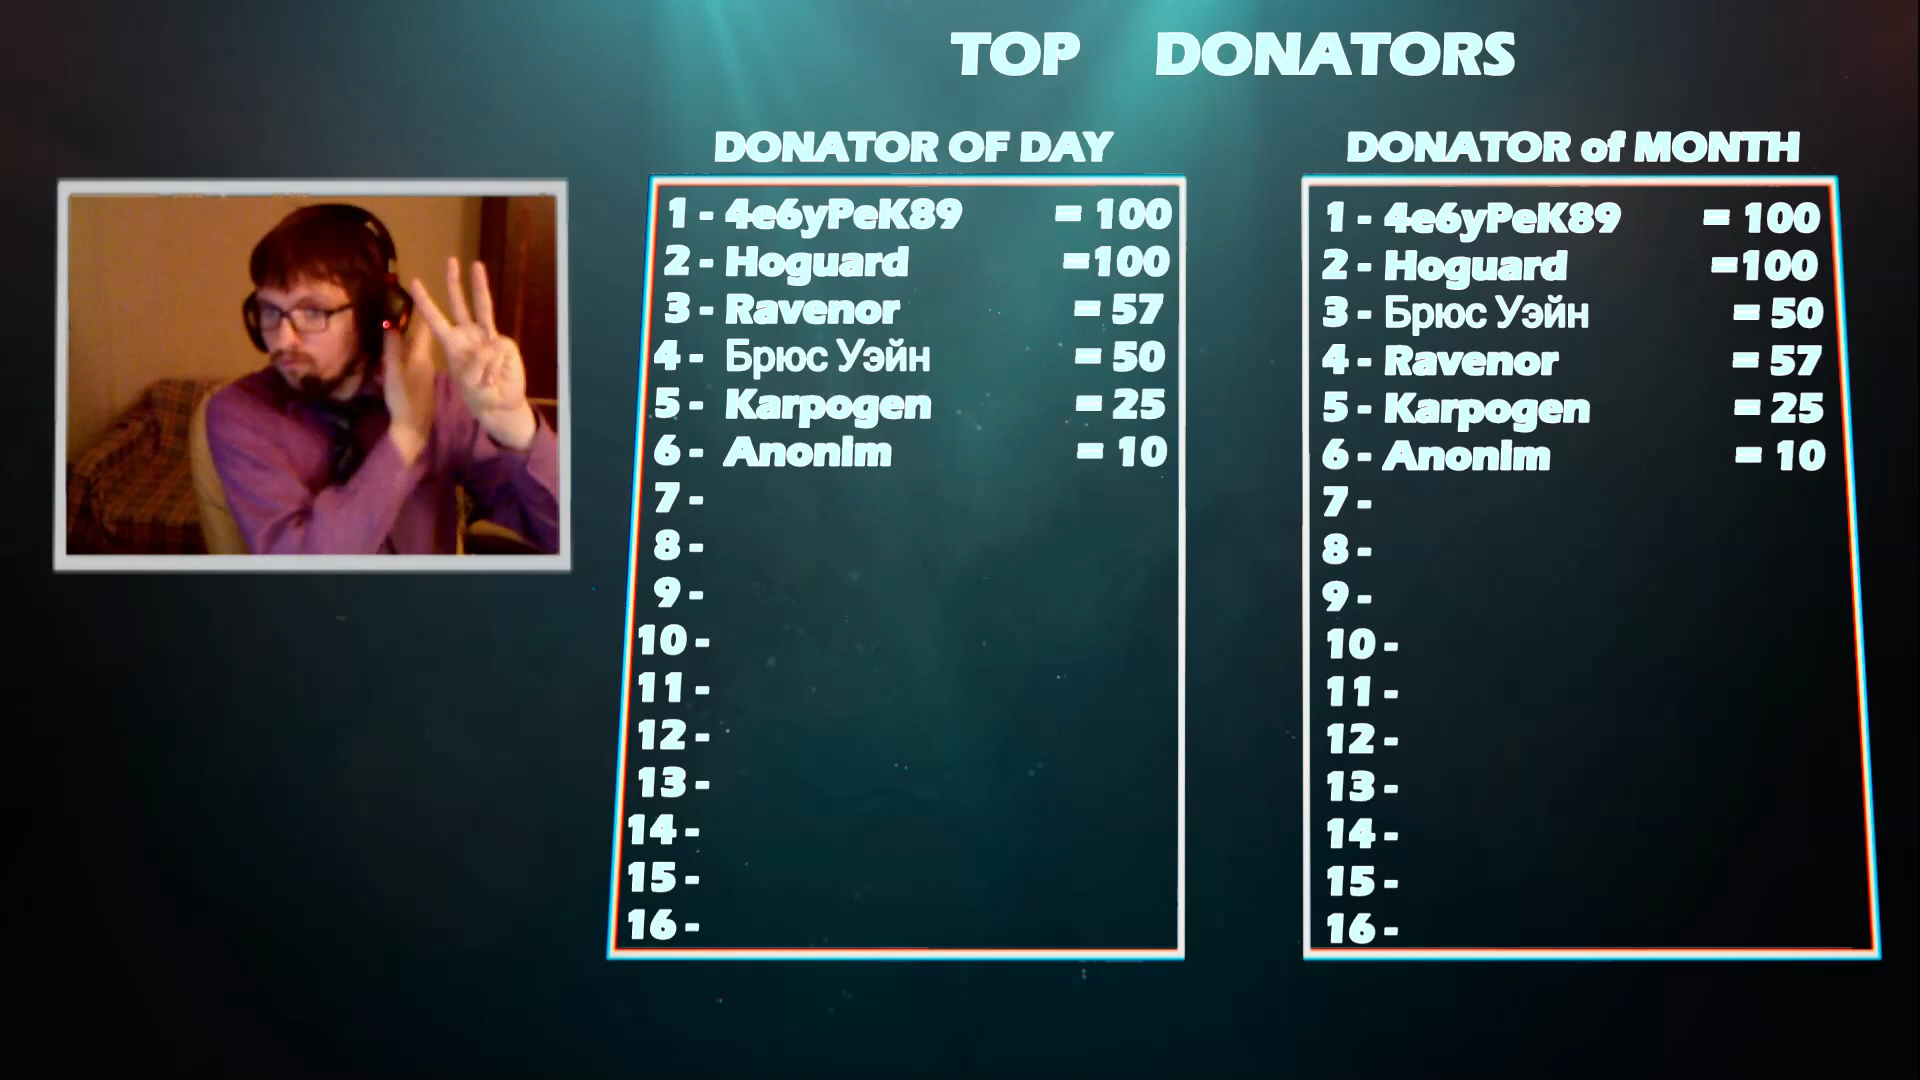 TOP DONATORS
DONATOR OF DAY
1 - 4e6yPeK89 = 100
2 - Hoguard =100
3 - Ravenor = 57
4 - Брюс Уэйн = 50
5 - Karpogen = 25
6 - Anonim = 10
7 -
8 -
9 -
10 -
11 -
12 -
13 -
14 -
15 -
16 -
DONATOR of MONTH
1 - 4e6yPeK89 = 100
2 - Hoguard =100
3 - Брюс Уэйн = 50
4 - Ravenor = 57
5 - Karpogen = 25
6 - Anonim = 10
7 -
8 -
9 -
10 -
11 -
12 -
13 -
14 -
15 -
16 -